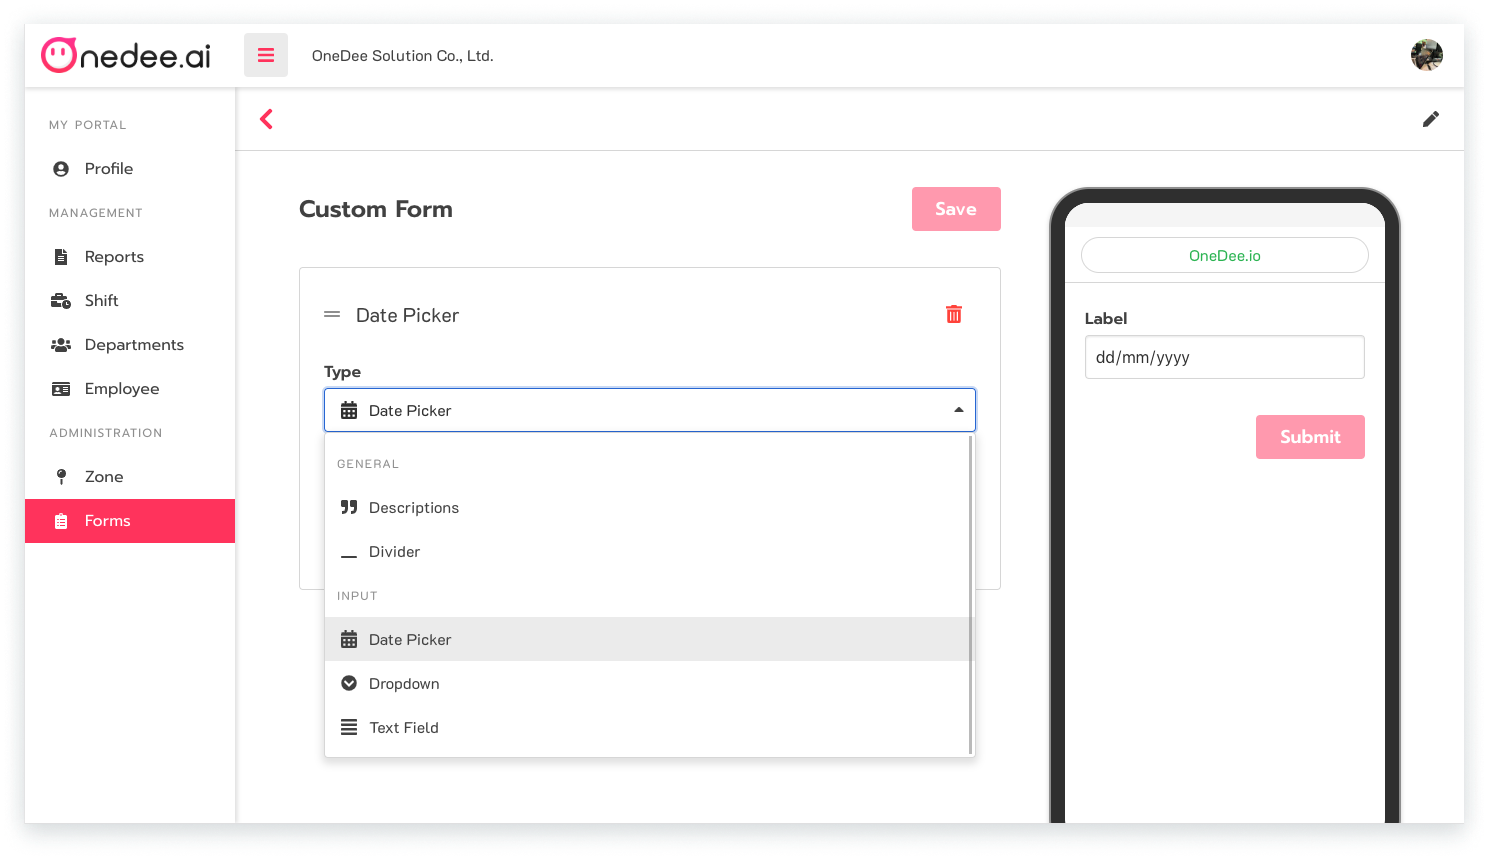 Onedee.ai
OneDee Solution Co., Ltd.
MY PORTAL
Profile
MANAGEMENT
Reports
Shift
Departments
Employee
ADMINISTRATION
Zone
Forms
Custom Form
Save
Date Picker
Type
Date Picker
GENERAL
Descriptions
Divider
INPUT
Date Picker
Dropdown
Text Field
OneDee.io
Label
dd/mm/yyyy
Submit